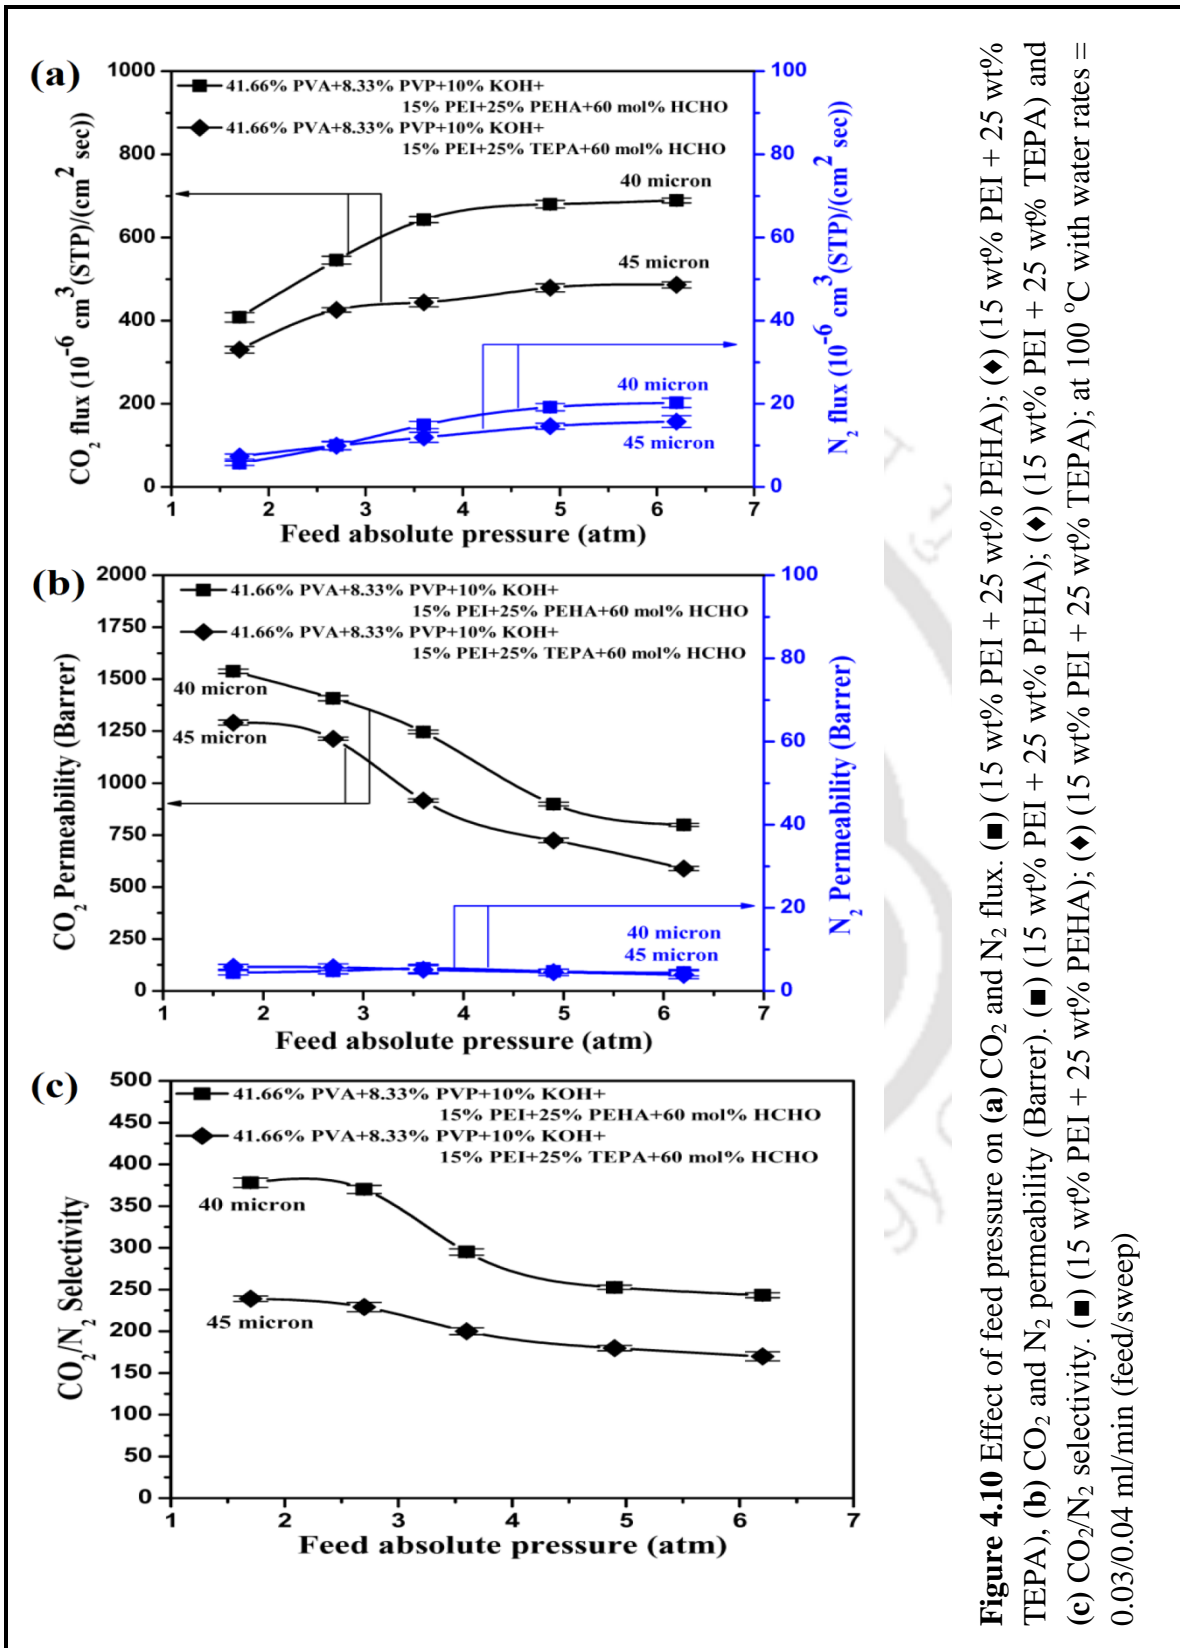 (a)
1000
800
600
400
200
0
CO2 flux (10-6 cm3(STP)/(cm2 sec))
100
80
60
40
20
0
N2 flux (10-6 cm3(STP)/(cm2 sec))
41.66% PVA+8.33% PVP+10% KOH+
15% PEI+25% PEHA+60 mol% HCHO
41.66% PVA+8.33% PVP+10% KOH+
15% PEI+25% TEPA+60 mol% HCHO
40 micron
45 micron
40 micron
45 micron
1 2 3 4 5 6 7
Feed absolute pressure (atm)
(b)
2000
1750
1500
1250
1000
750
500
250
0
CO2 Permeability (Barrer)
100
80
60
40
20
0
N2 Permeability (Barrer)
41.66% PVA+8.33% PVP+10% KOH+
15% PEI+25% PEHA+60 mol% HCHO
41.66% PVA+8.33% PVP+10% KOH+
15% PEI+25% TEPA+60 mol% HCHO
40 micron
45 micron
40 micron
45 micron
1 2 3 4 5 6 7
Feed absolute pressure (atm)
(c)
500
450
400
350
300
250
200
150
100
50
0
CO2/N2 Selectivity
41.66% PVA+8.33% PVP+10% KOH+
15% PEI+25% PEHA+60 mol% HCHO
41.66% PVA+8.33% PVP+10% KOH+
15% PEI+25% TEPA+60 mol% HCHO
40 micron
45 micron
1 2 3 4 5 6 7
Feed absolute pressure (atm)
Figure 4.10 Effect of feed pressure on (a) CO2 and N2 flux. (■) (15 wt% PEI + 25 wt% PEHA); (♦) (15 wt% PEI + 25 wt%
TEPA), (b) CO2 and N2 permeability (Barrer). (■) (15 wt% PEI + 25 wt% PEHA); (♦) (15 wt% PEI + 25 wt% TEPA) and
(c) CO2/N2 selectivity. (■) (15 wt% PEI + 25 wt% PEHA); (♦) (15 wt% PEI + 25 wt% TEPA); at 100 °C with water rates =
0.03/0.04 ml/min (feed/sweep)